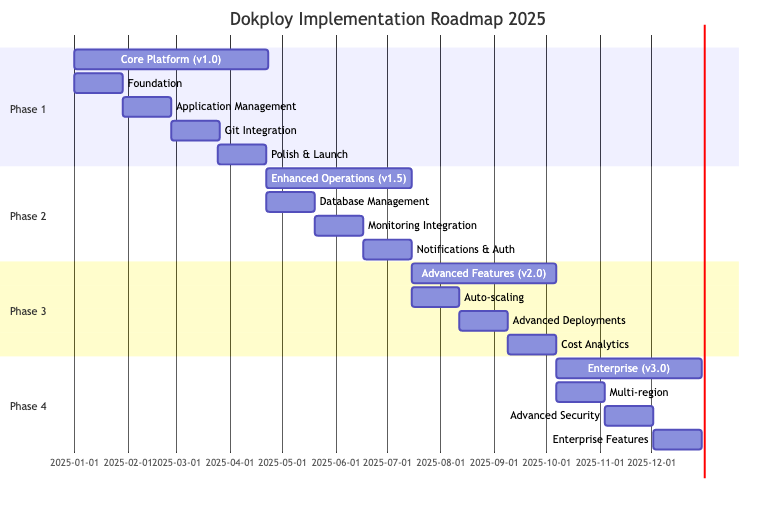 Dokploy Implementation Roadmap 2025
Core Platform (v1.0)
Foundation
Application Management
Phase 1
Git Integration
Polish & Launch
Enhanced Operations (v1.5)
Database Management
Phase 2
Monitoring Integration
Notifications & Auth
Advanced Features (v2.0)
Auto-scaling
Phase 3
Advanced Deployments
Cost Analytics
Enterprise (v3.0)
Multi-region
Phase 4
Advanced Security
Enterprise Features
2025-01-01 2025-02-01 2025-03-01 2025-04-01 2025-05-01 2025-06-01 2025-07-01 2025-08-01 2025-09-01 2025-10-01 2025-11-01 2025-12-01